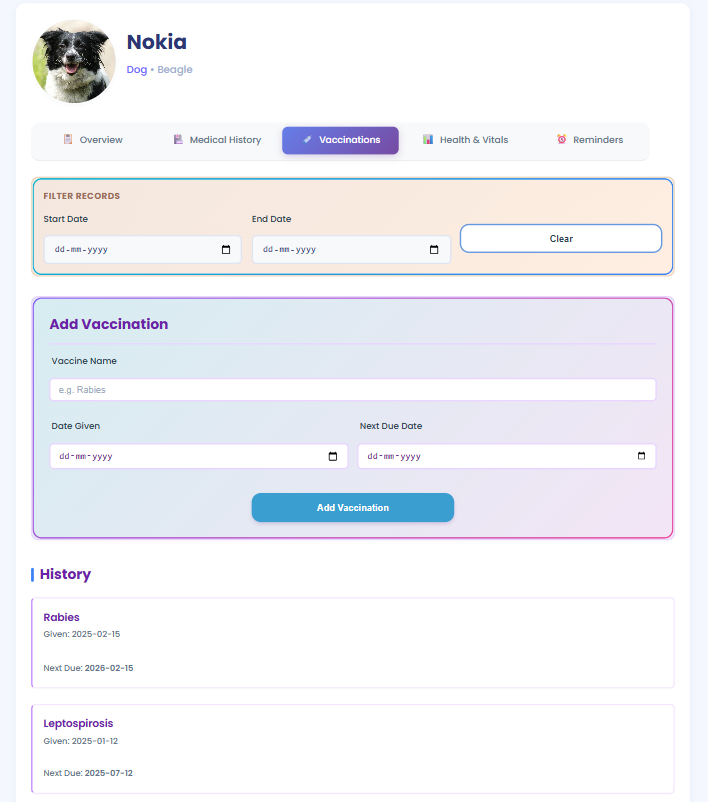 Nokia
Dog • Beagle
Overview
Medical History
Vaccinations
Health & Vitals
Reminders
FILTER RECORDS
Start Date
End Date
dd-mm-yyyy
dd-mm-yyyy
Clear
Add Vaccination
Vaccine Name
e.g. Rabies
Date Given
Next Due Date
dd-mm-yyyy
dd-mm-yyyy
Add Vaccination
History
Rabies
Given: 2025-02-15
Next Due: 2026-02-15
Leptospirosis
Given: 2025-01-12
Next Due: 2025-07-12